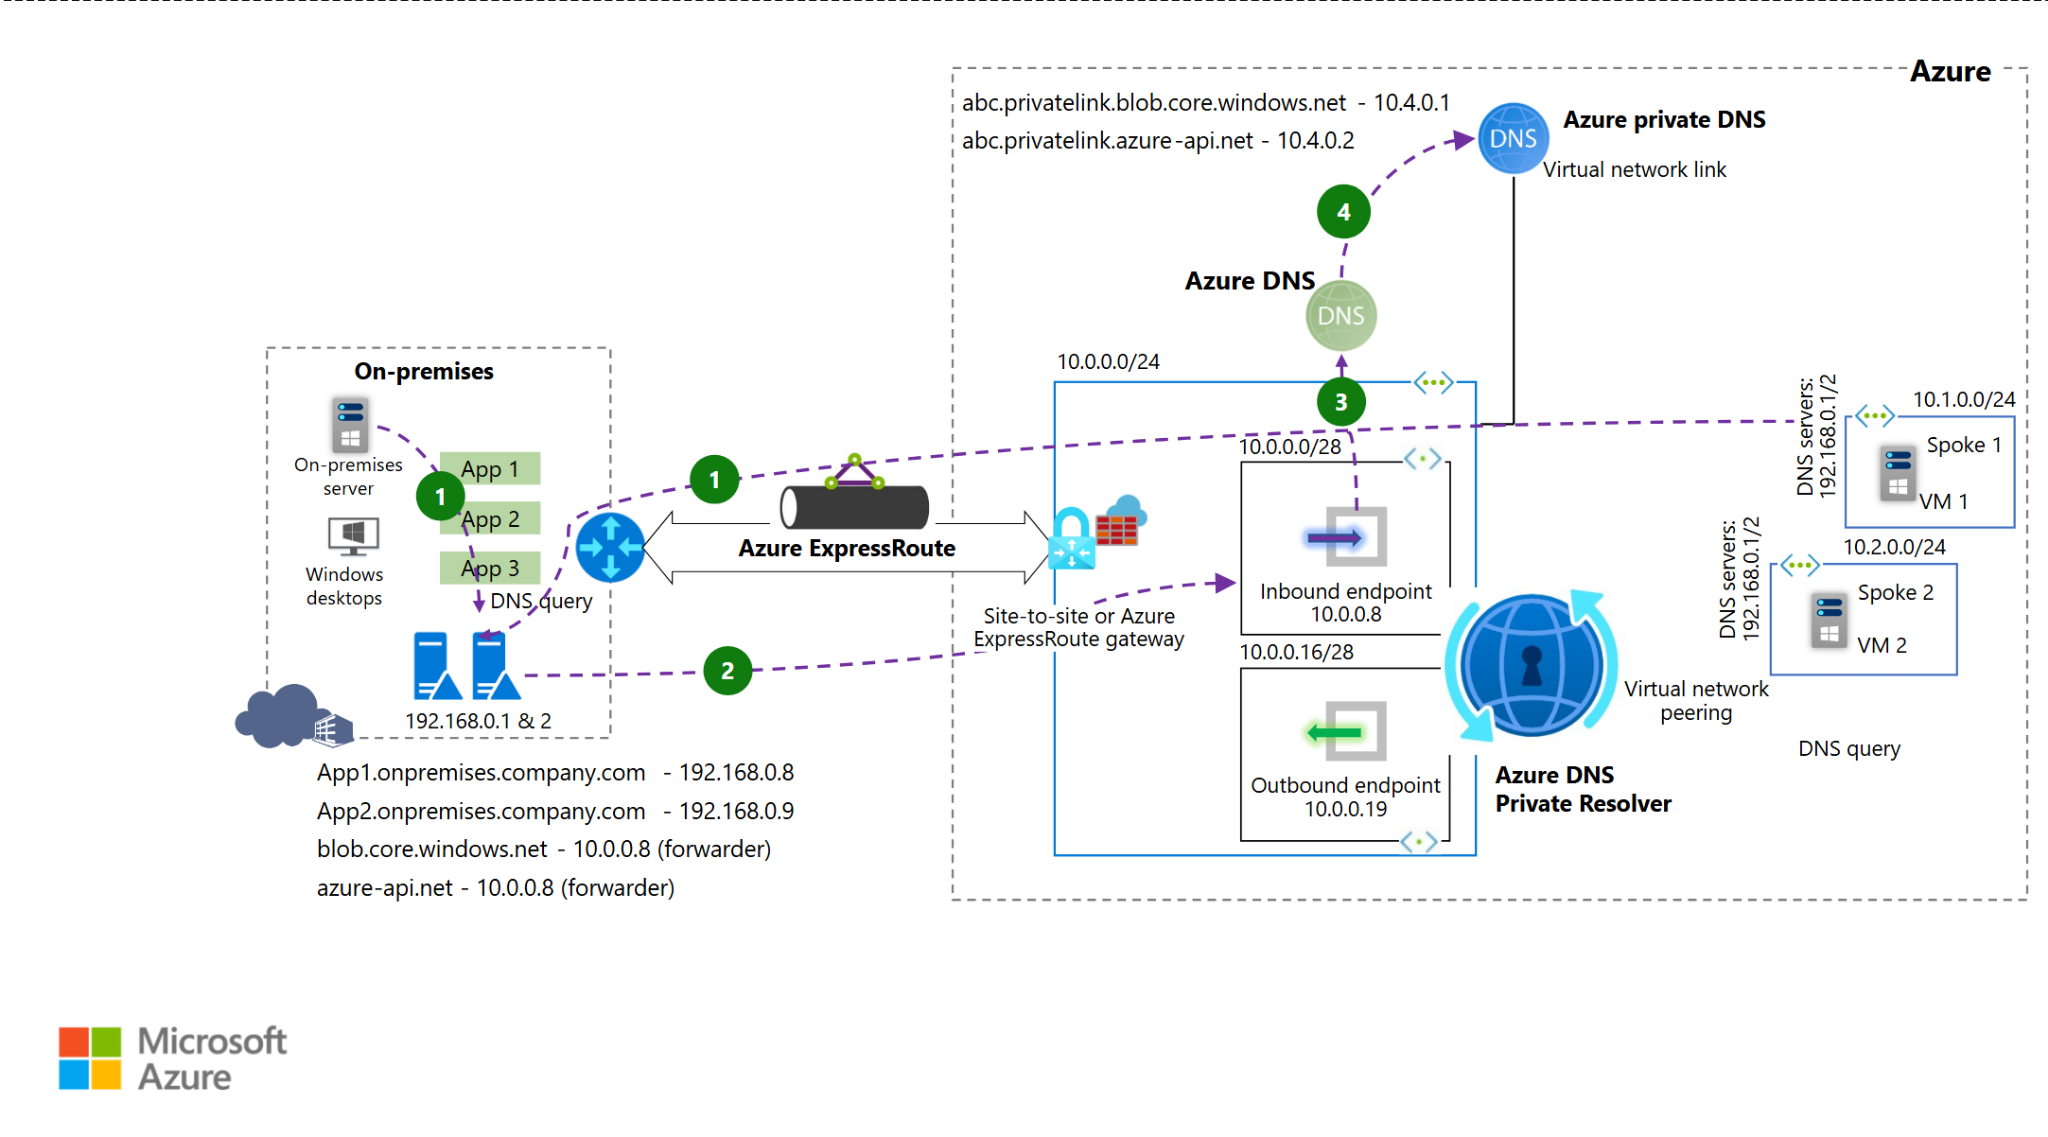 Azure
abc.privatelink.blob.core.windows.net - 10.4.0.1
abc.privatelink.azure-api.net - 10.4.0.2
DNS
Azure private DNS
Virtual network link
4
Azure DNS
DNS
10.0.0.0/24
3
On-premises
On-premises
server
Windows
desktops
1
App 1
App 2
App 3
DNS query
192.168.0.1 & 2
1
Azure ExpressRoute
2
Site-to-site or Azure
ExpressRoute gateway
10.0.0.0/28
Inbound endpoint
10.0.0.8
10.0.0.16/28
Outbound endpoint
10.0.0.19
Azure DNS
Private Resolver
Virtual network
peering
DNS query
DNS servers:
192.168.0.1/2
10.1.0.0/24
Spoke 1
VM 1
DNS servers:
192.168.0.1/2
10.2.0.0/24
Spoke 2
VM 2
App1.onpremises.company.com - 192.168.0.8
App2.onpremises.company.com - 192.168.0.9
blob.core.windows.net - 10.0.0.8 (forwarder)
azure-api.net - 10.0.0.8 (forwarder)
Microsoft
Azure